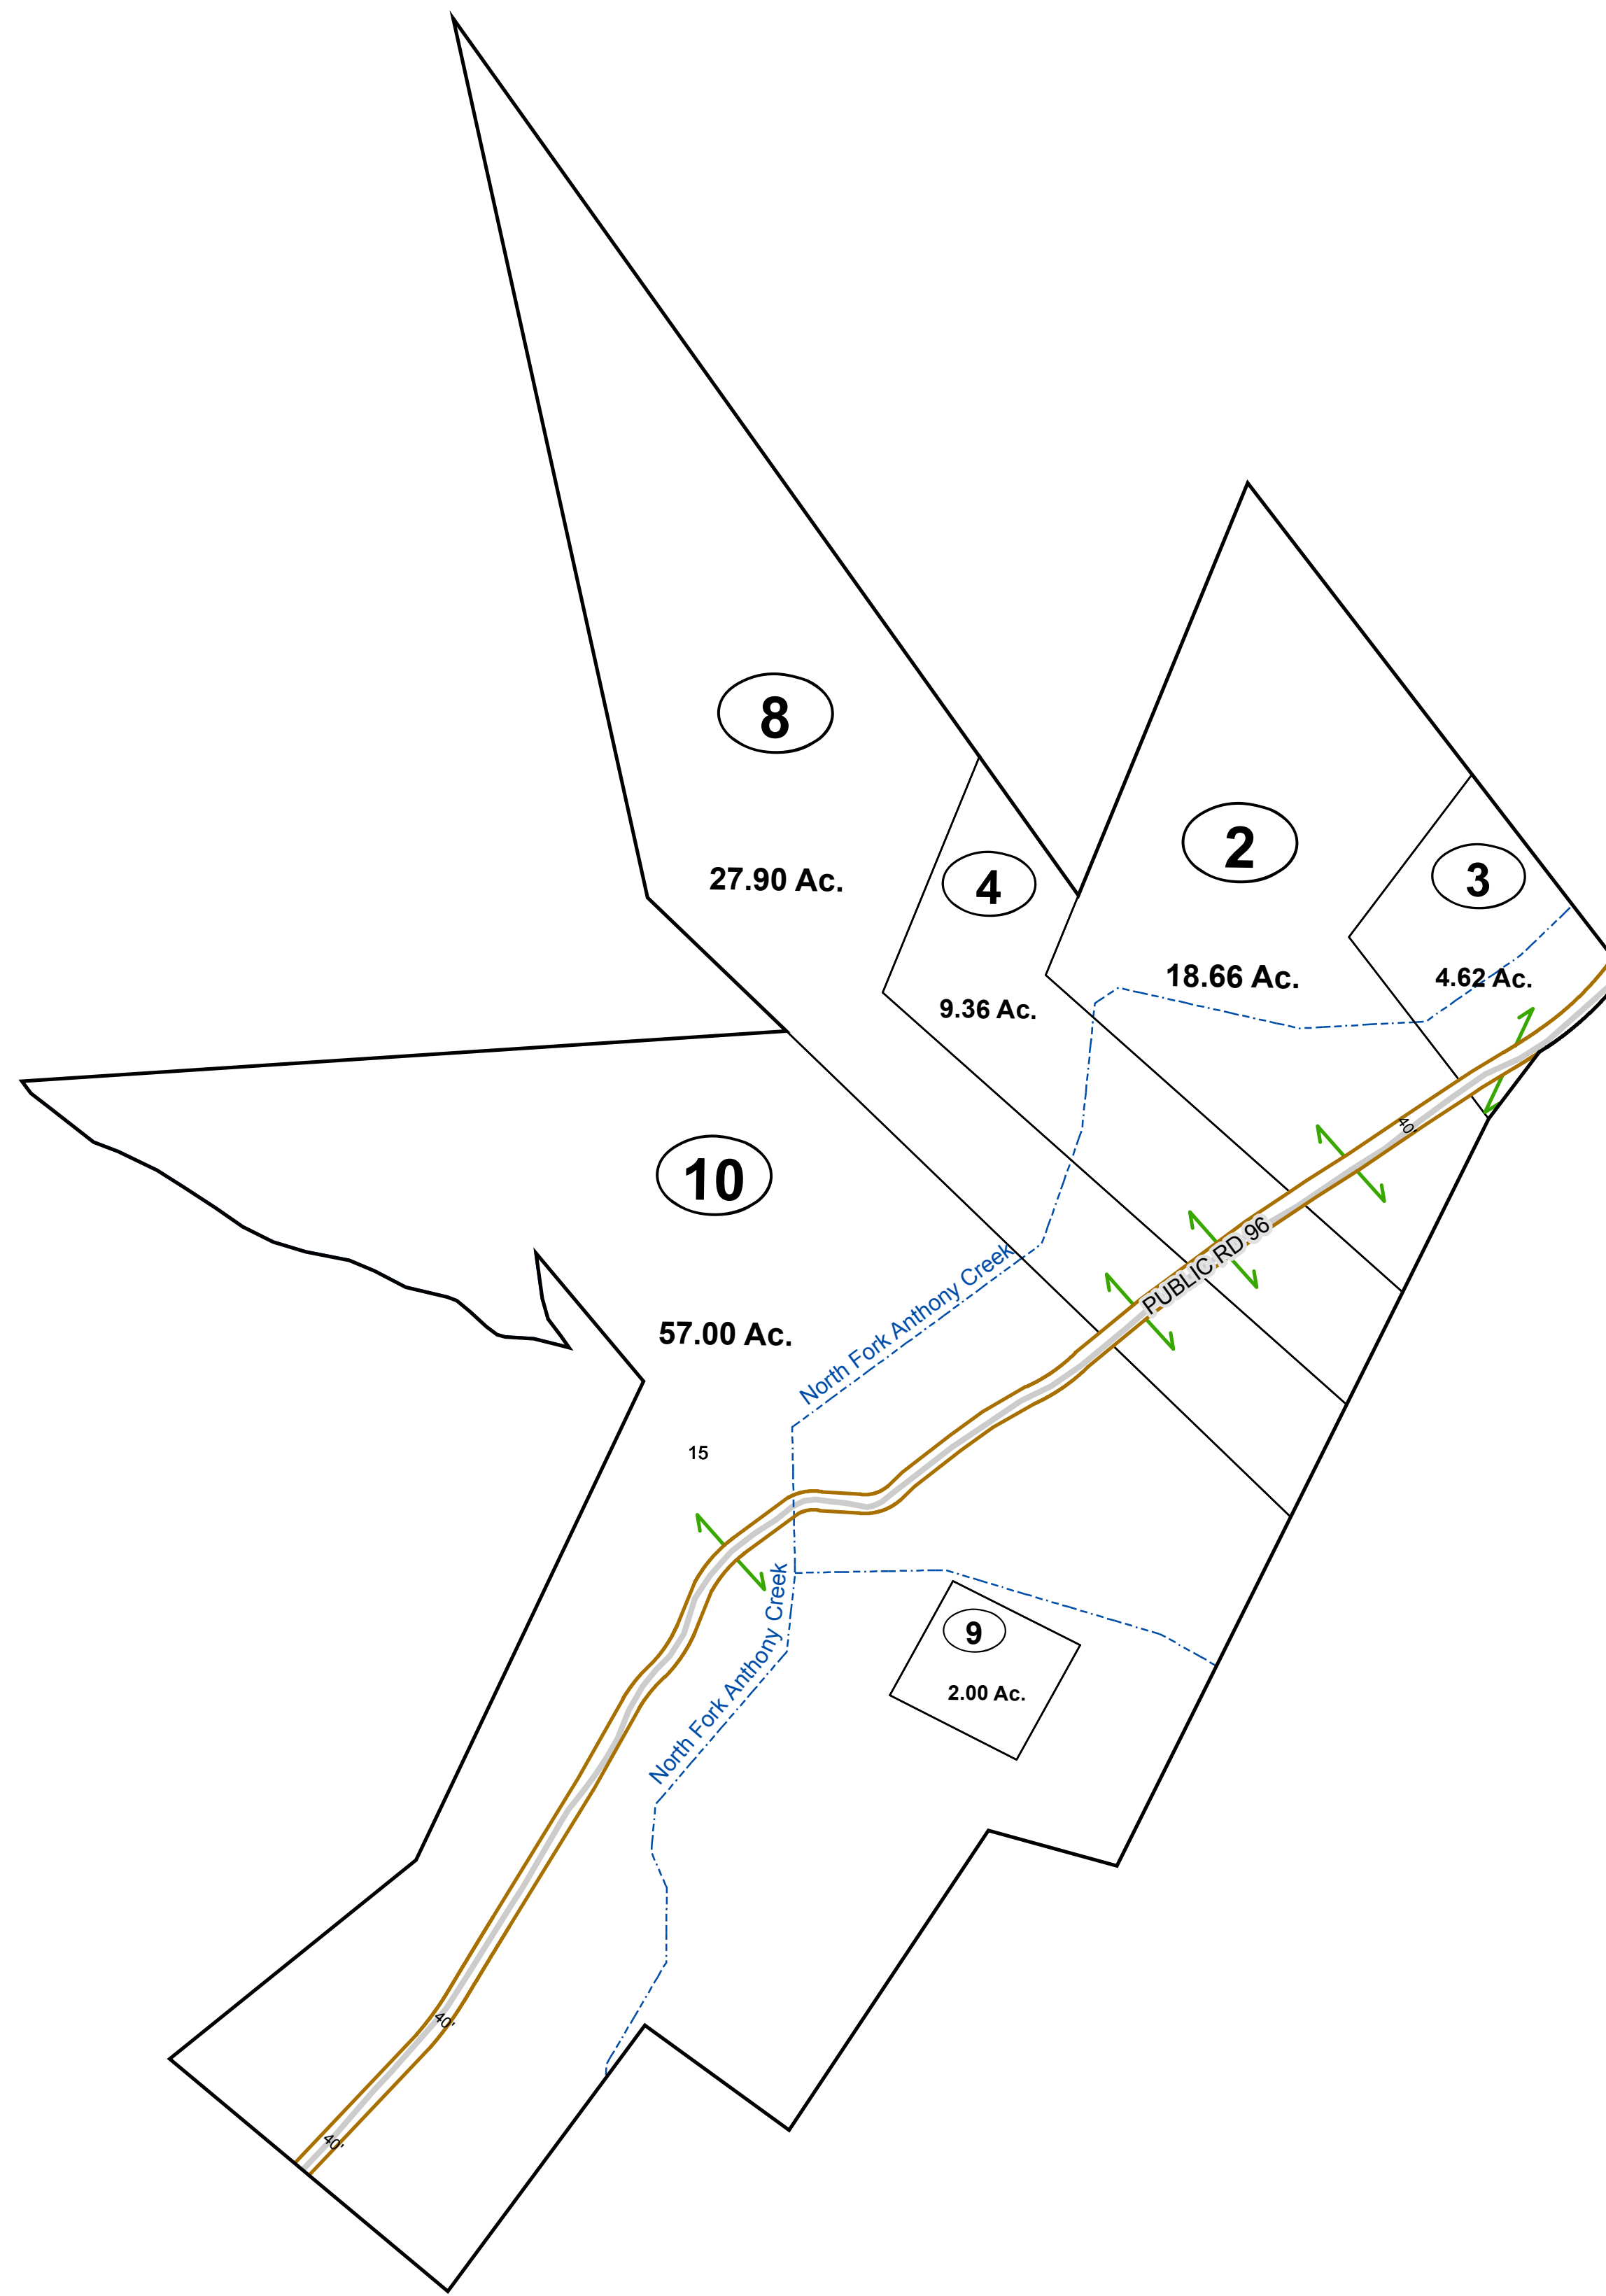 8
27.90 Ac.
4
9.36 Ac.
2
18.66 Ac.
3
4.62 Ac.
40'
PUBLIC RD 96
10
57.00 Ac.
North Fork Anthony Creek
15
9
2.00 Ac.
North Fork Anthony Creek
40'
40'